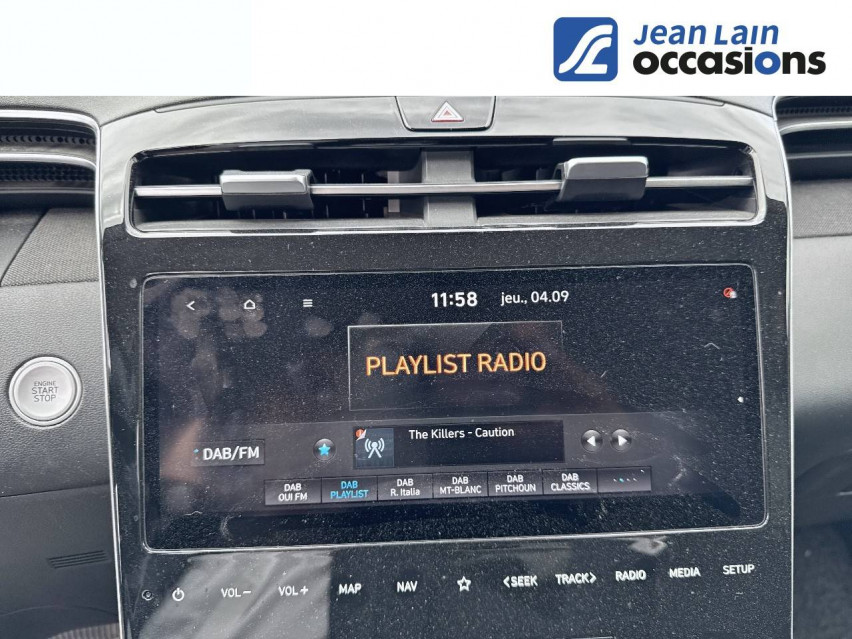 Jean Lain
occasions
11:58 jeu., 04.09
PLAYLIST RADIO
ENGINE
START
STOP
The Killers - Caution
DAB/FM
DAB
OUI FM
DAB
PLAYLIST
DAB
R. Italia
DAB
MT-BLANC
DAB
PITCHOUN
DAB
CLASSICS
VOL− VOL+ MAP NAV <SEEK TRACK> RADIO MEDIA SETUP